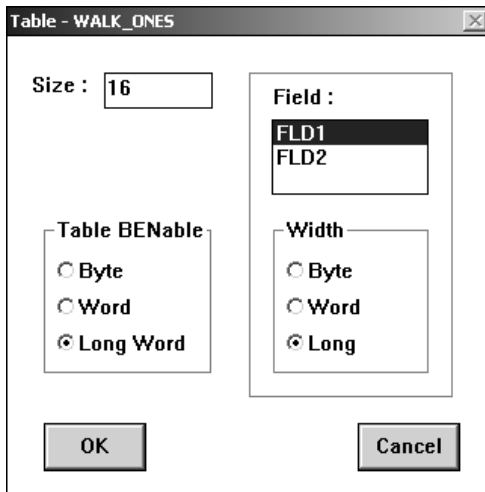 Table - WALK_ONES
Size : 16
Field :
FLD1
FLD2
Table BENable
Byte
Word
Long Word
Width
Byte
Word
Long
OK
Cancel